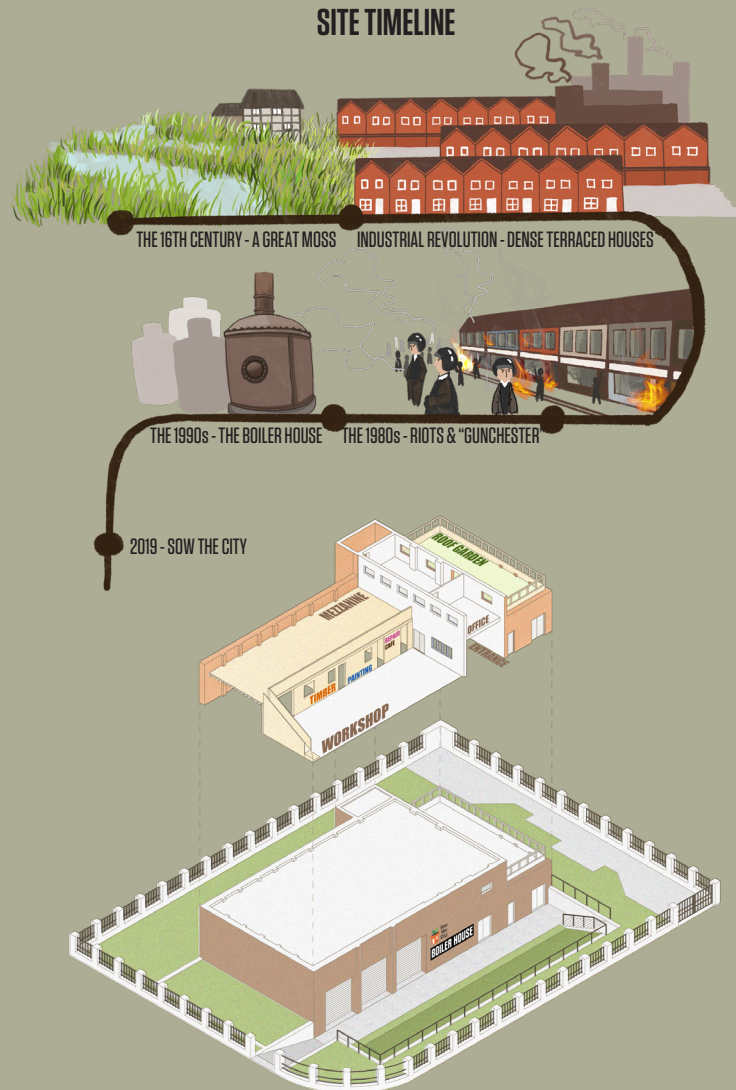 SITE TIMELINE
THE 16TH CENTURY - A GREAT MOSS
INDUSTRIAL REVOLUTION - DENSE TERRACED HOUSES
THE 1990s - THE BOILER HOUSE
THE 1980s - RIOTS & “GUNCHESTER”
2019 - SOW THE CITY
ROOF GARDEN
MEZZANINE
OFFICE
REPAIR
CAFE
ENTRANCE
PAINTING
TIMBER
WORKSHOP
BOILER HOUSE